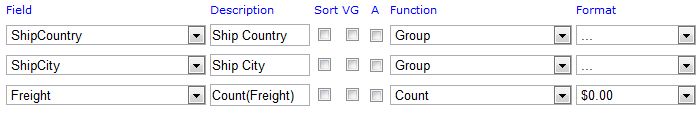 Field Description Sort VG A Function Format
ShipCountry Ship Country Group ...
ShipCity Ship City Group ...
Freight Count(Freight) Count $0.00